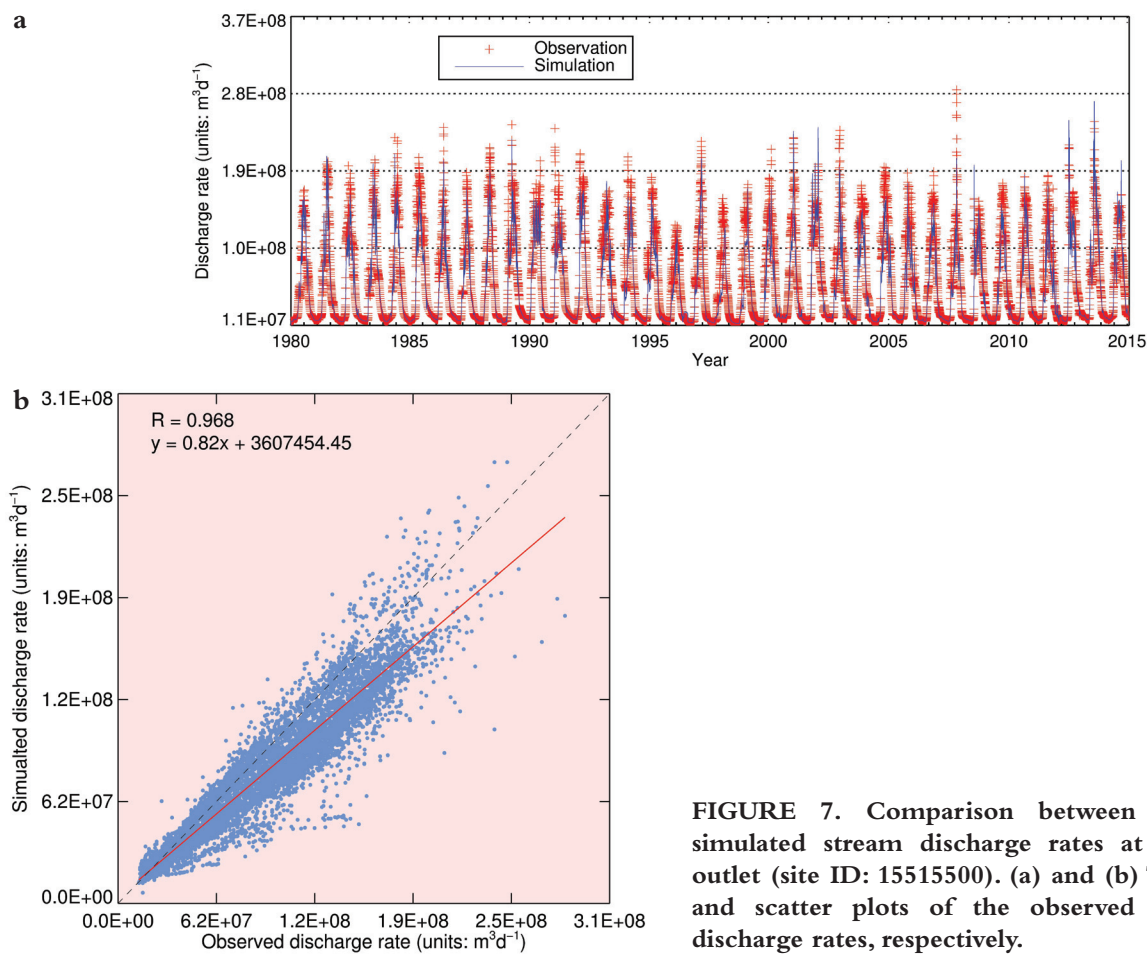 a
3.7E+08
2.8E+08
1.9E+08
1.0E+08
1.1E+07
Discharge rate (units: m³d⁻¹)
Observation
Simulation
1980 1985 1990 1995 2000 2005 2010 2015
Year
b
3.1E+08
2.5E+08
1.9E+08
1.2E+08
6.2E+07
0.0E+00
Simualted discharge rate (units: m³d⁻¹)
R = 0.968
y = 0.82x + 3607454.45
0.0E+00 6.2E+07 1.2E+08 1.9E+08 2.5E+08 3.1E+08
Observed discharge rate (units: m³d⁻¹)
FIGURE 7. Comparison between
simulated stream discharge rates at
outlet (site ID: 15515500). (a) and (b)
and scatter plots of the observed
discharge rates, respectively.